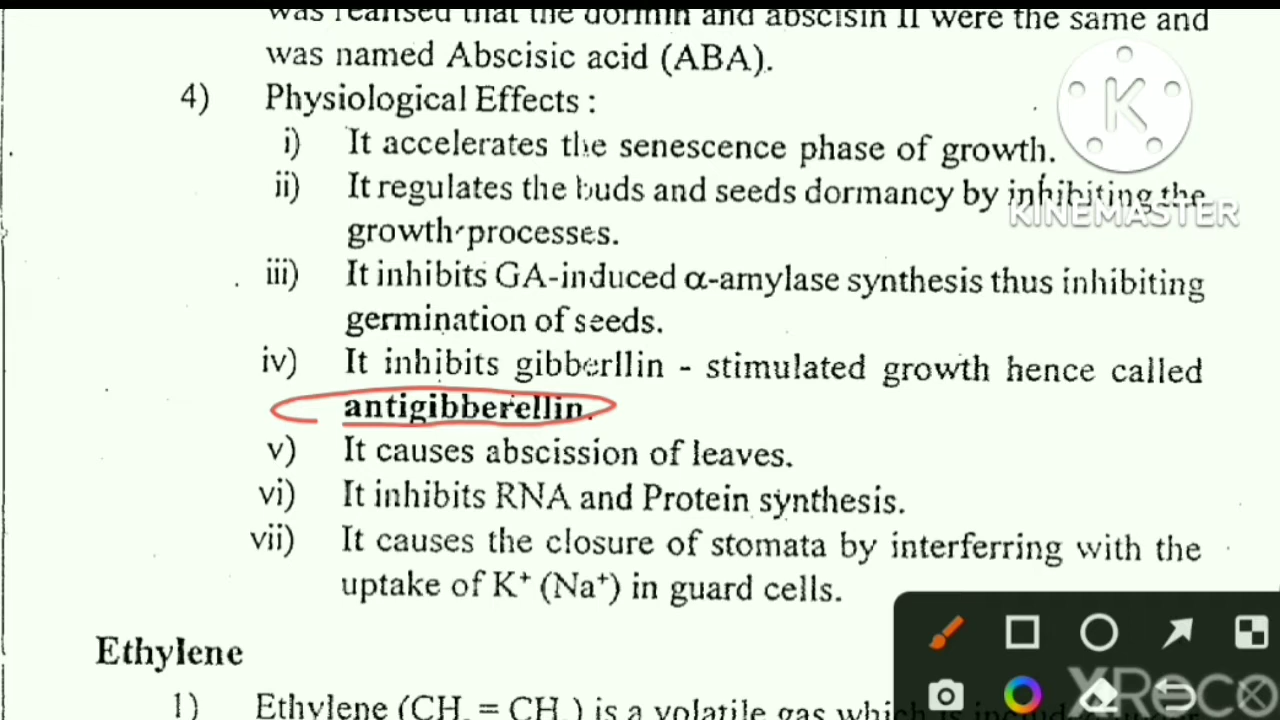 was realised that the dormin and abscisin II were the same and
was named Abscisic acid (ABA).
4) Physiological Effects :
i) It accelerates the senescence phase of growth.
ii) It regulates the buds and seeds dormancy by inhibiting the
growth processes.
iii) It inhibits GA-induced α-amylase synthesis thus inhibiting
germination of seeds.
iv) It inhibits gibberllin - stimulated growth hence called
antigibberellin.
v) It causes abscission of leaves.
vi) It inhibits RNA and Protein synthesis.
vii) It causes the closure of stomata by interferring with the
uptake of K⁺ (Na⁺) in guard cells.
Ethylene
1) Ethylene (CH₂ = CH₂) is a volatile gas which is
K
KINEMASTER
XReco